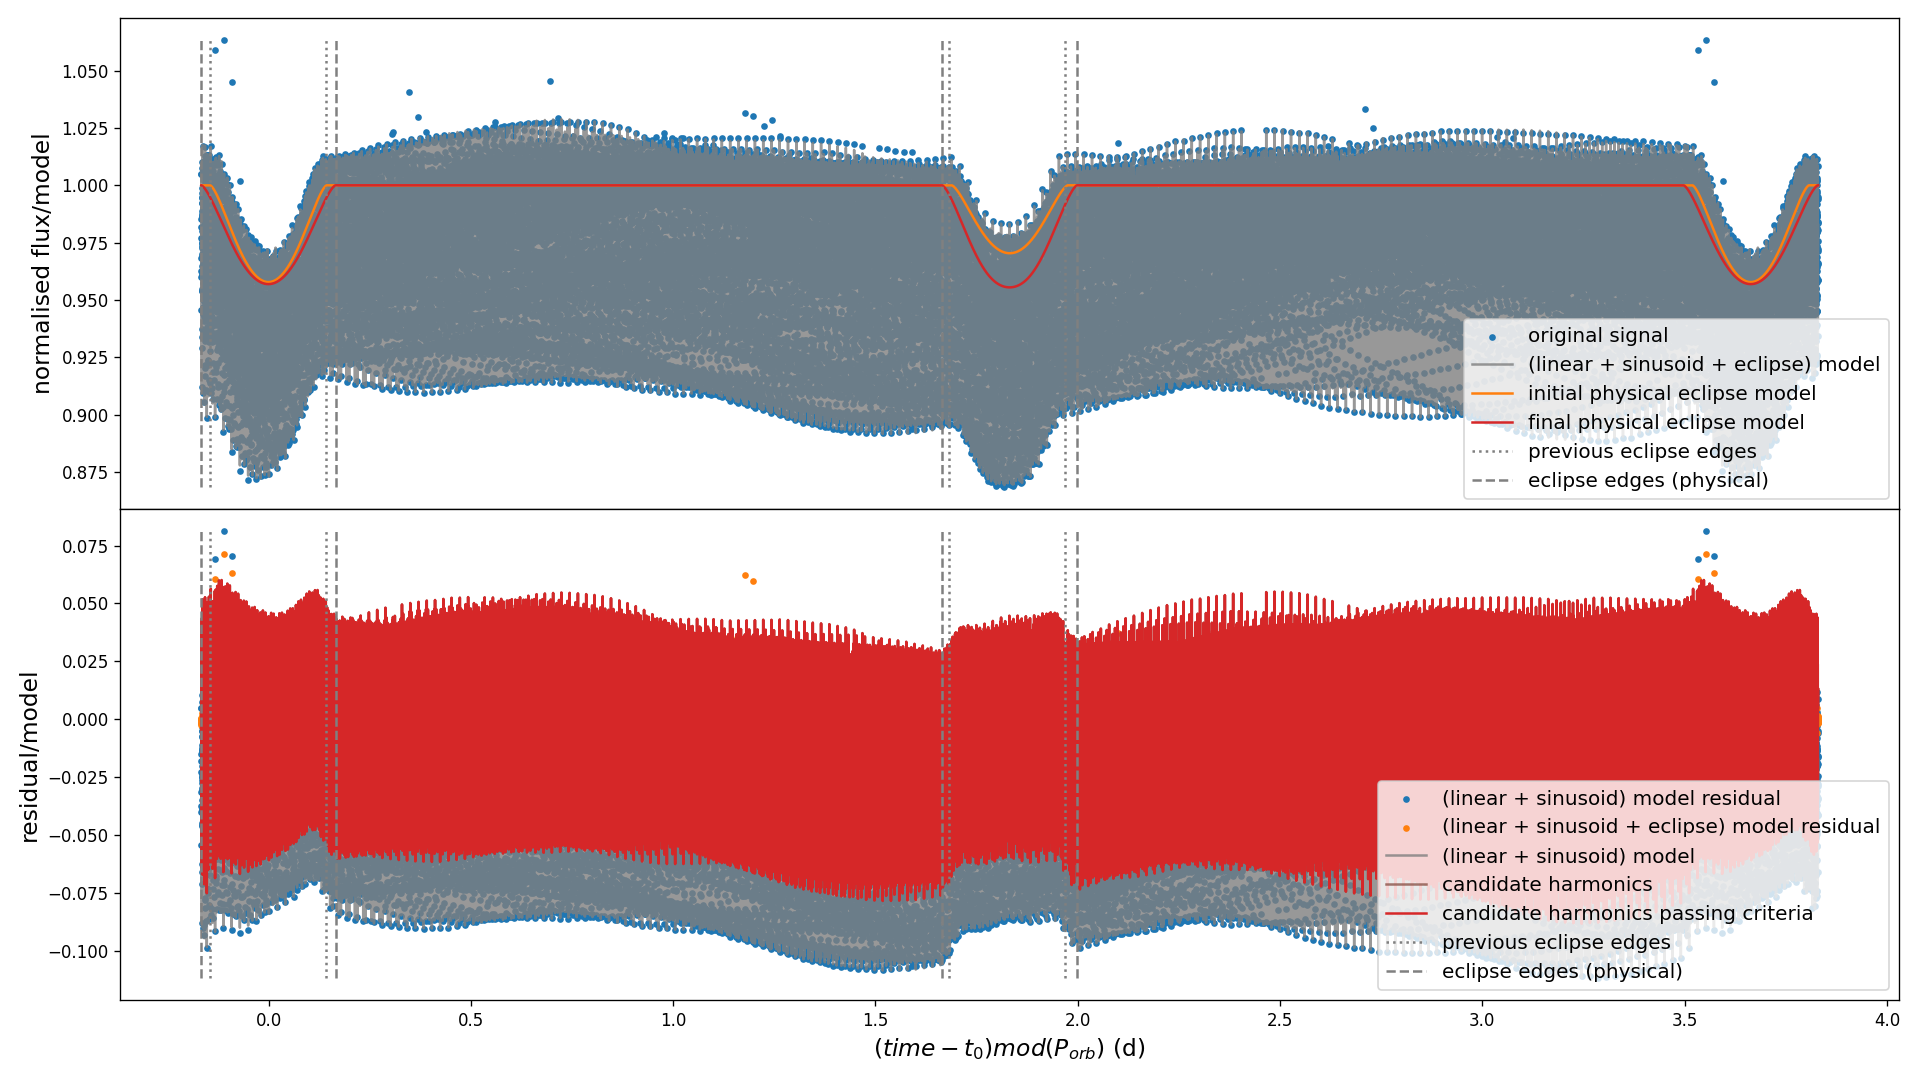 normalised flux/model
1.050
1.025
1.000
0.975
0.950
0.925
0.900
0.875
original signal
(linear + sinusoid + eclipse) model
initial physical eclipse model
final physical eclipse model
previous eclipse edges
eclipse edges (physical)
residual/model
0.075
0.050
0.025
0.000
−0.025
−0.050
−0.075
−0.100
(linear + sinusoid) model residual
(linear + sinusoid + eclipse) model residual
(linear + sinusoid) model
candidate harmonics
candidate harmonics passing criteria
previous eclipse edges
eclipse edges (physical)
0.0 0.5 1.0 1.5 2.0 2.5 3.0 3.5 4.0
(time − t₀)mod(Pₒᵣb) (d)